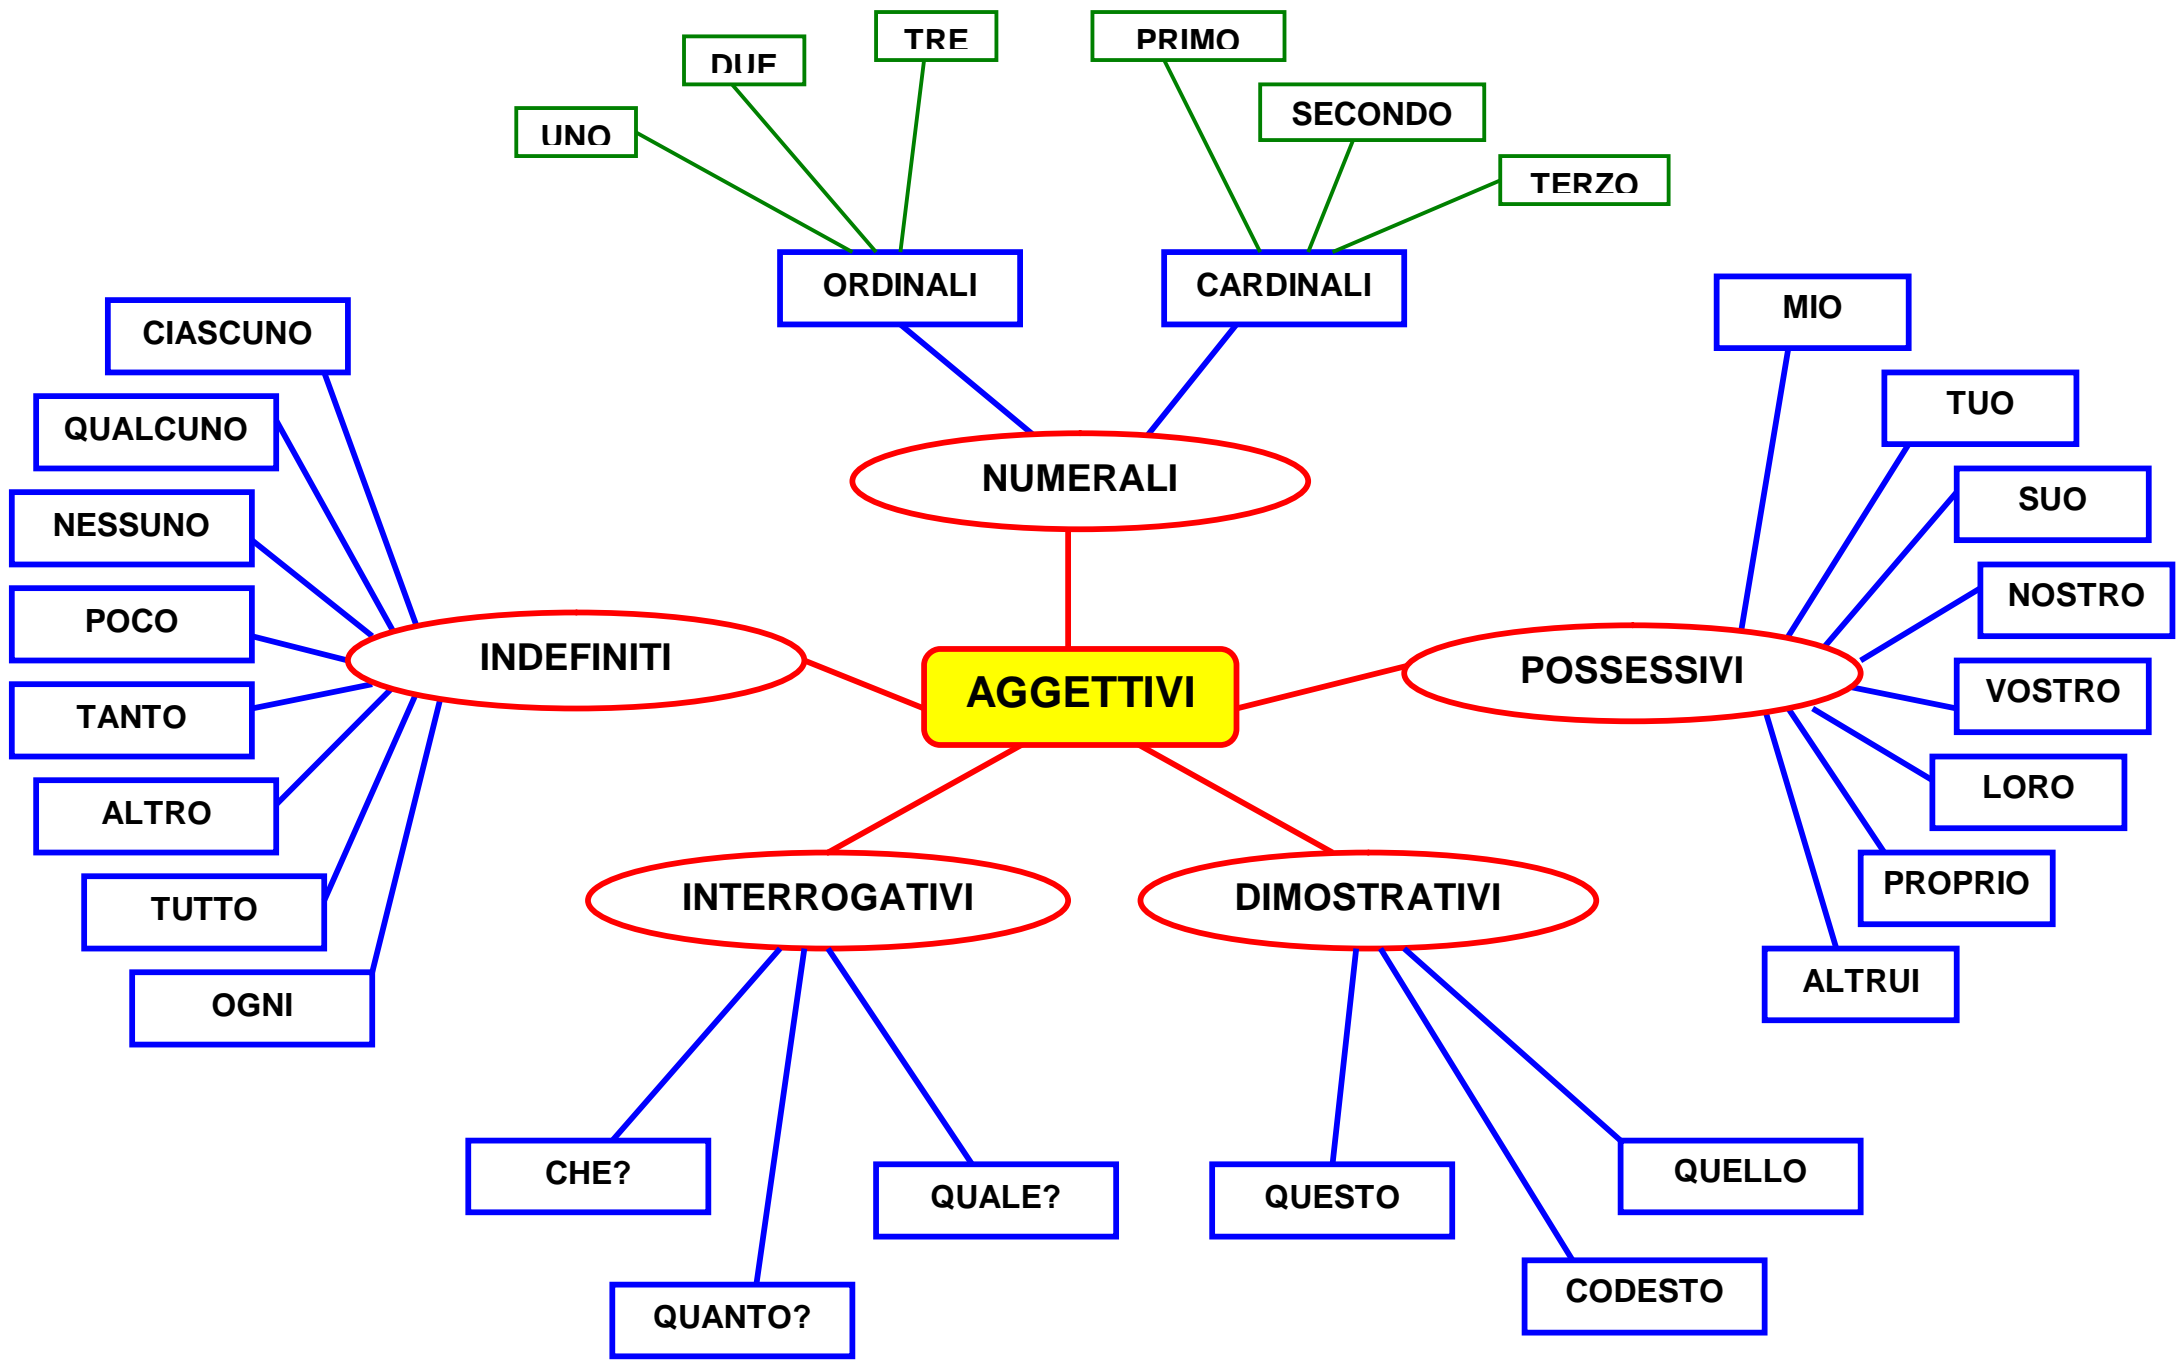 TRE
PRIMO
DUE
SECONDO
UNO
TERZO
ORDINALI
CARDINALI
MIO
CIASCUNO
TUO
QUALCUNO
NUMERALI
SUO
NESSUNO
NOSTRO
POCO
INDEFINITI
POSSESSIVI
AGGETTIVI
VOSTRO
TANTO
LORO
ALTRO
PROPRIO
INTERROGATIVI
DIMOSTRATIVI
TUTTO
ALTRUI
OGNI
CHE?
QUELLO
QUALE?
QUESTO
CODESTO
QUANTO?